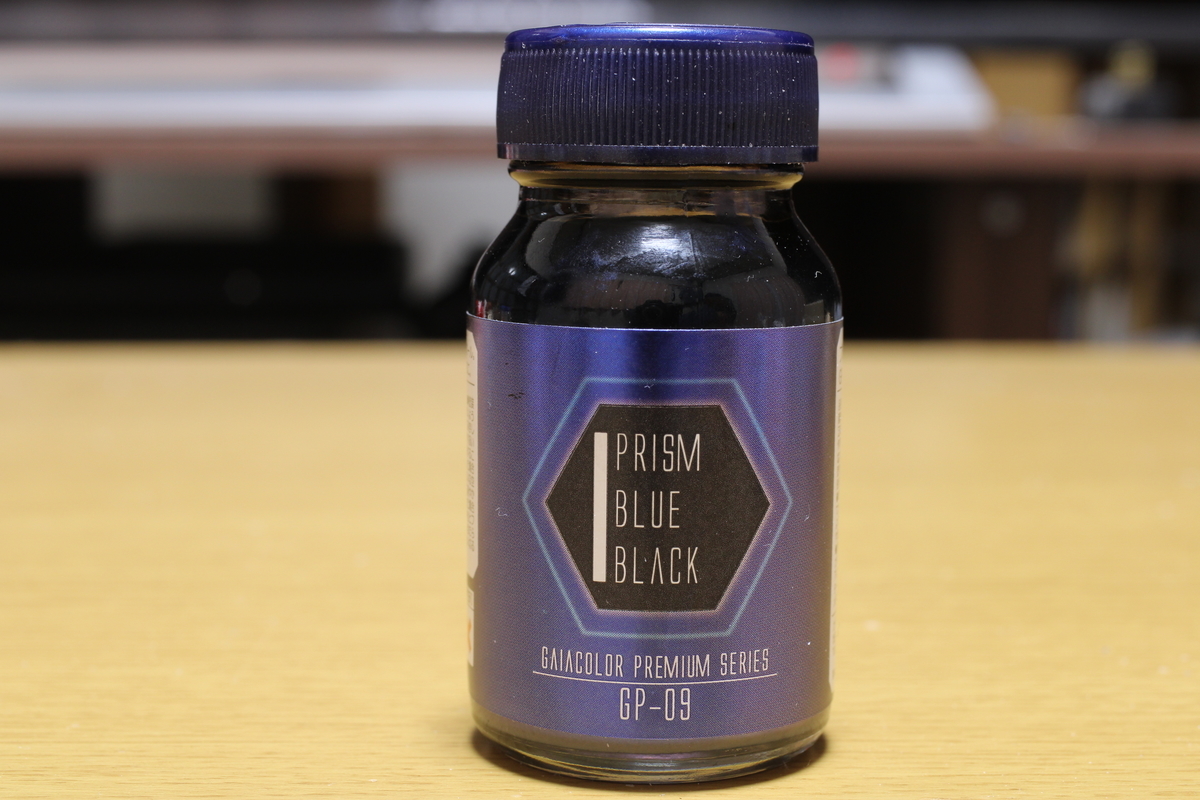 PRISM
BLUE
BLACK
GAIACOLOR PREMIUM SERIES
GP-09